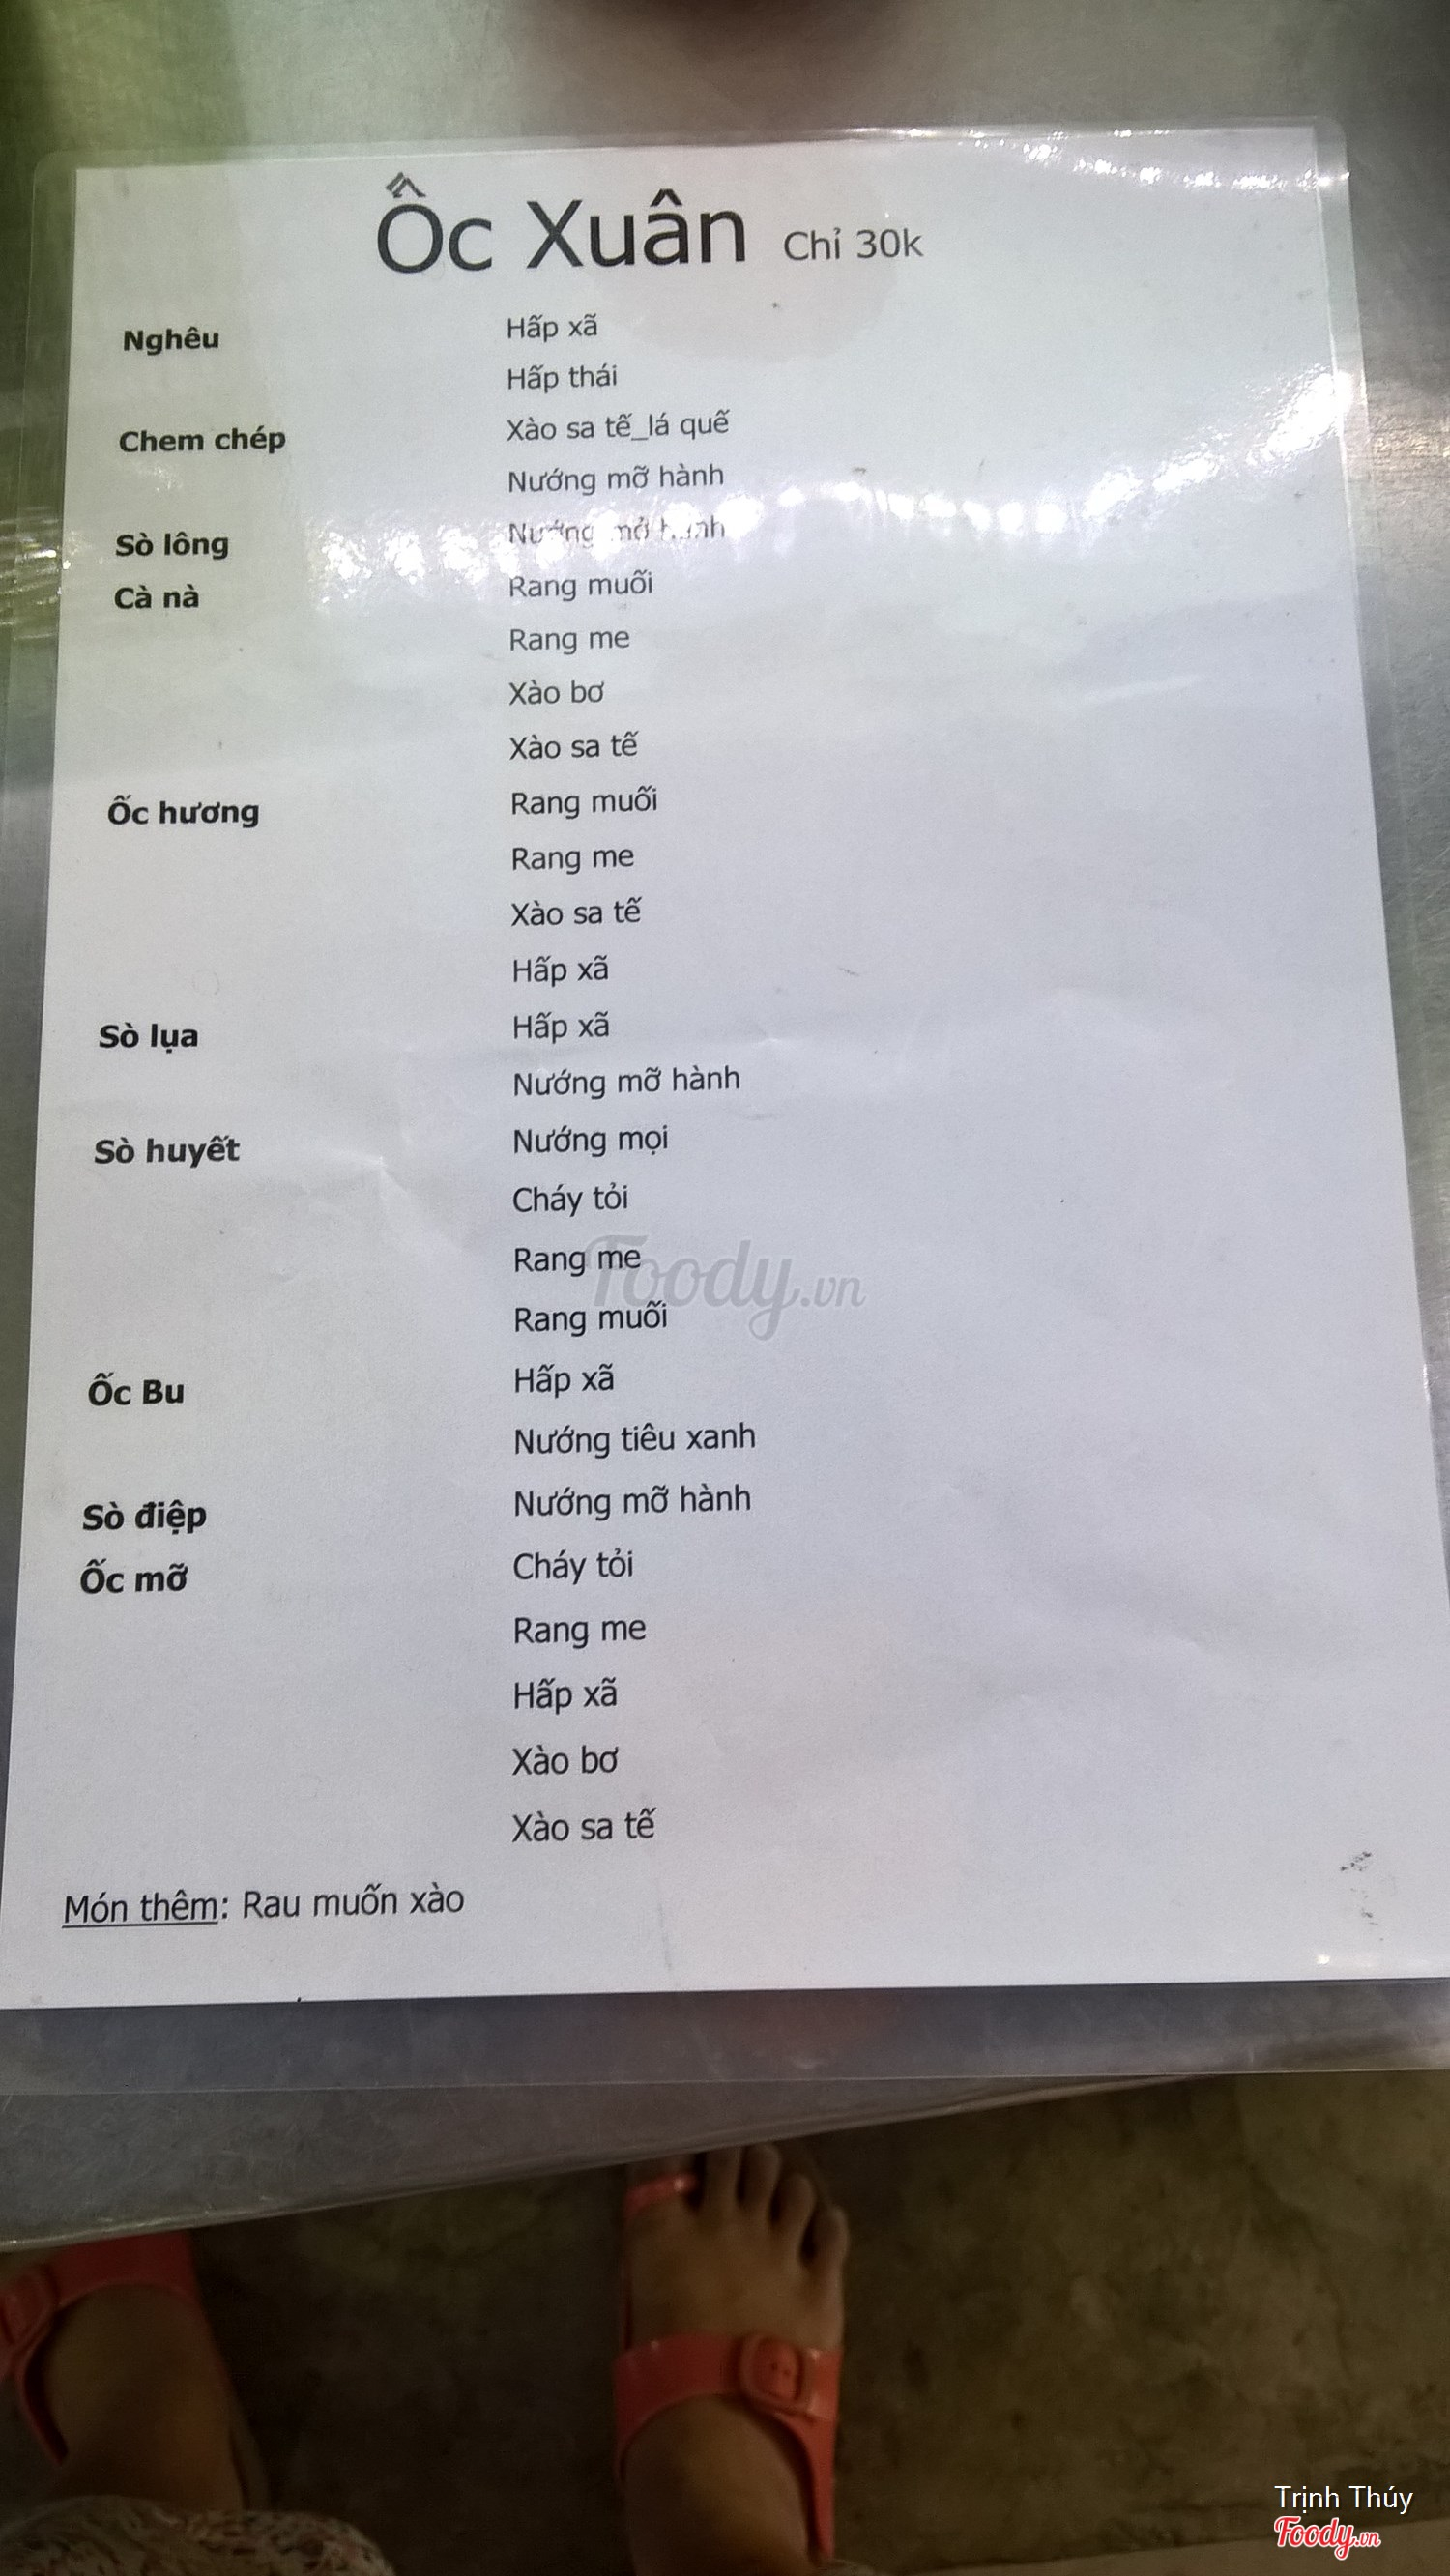 Ốc Xuân Chỉ 30k
Nghêu Hấp xã
Hấp thái
Chem chép Xào sa tế_lá quế
Nướng mỡ hành
Sò lông Nướng mở hành
Cà nà Rang muối
Rang me
Xào bơ
Xào sa tế
Ốc hương Rang muối
Rang me
Xào sa tế
Hấp xã
Sò lụa Hấp xã
Nướng mỡ hành
Sò huyết Nướng mọi
Cháy tỏi
Rang me
Rang muối
Ốc Bu Hấp xã
Nướng tiêu xanh
Sò điệp Nướng mỡ hành
Ốc mỡ Cháy tỏi
Rang me
Hấp xã
Xào bơ
Xào sa tế
Món thêm: Rau muốn xào
Foody.vn
Trịnh Thúy
Foody.vn